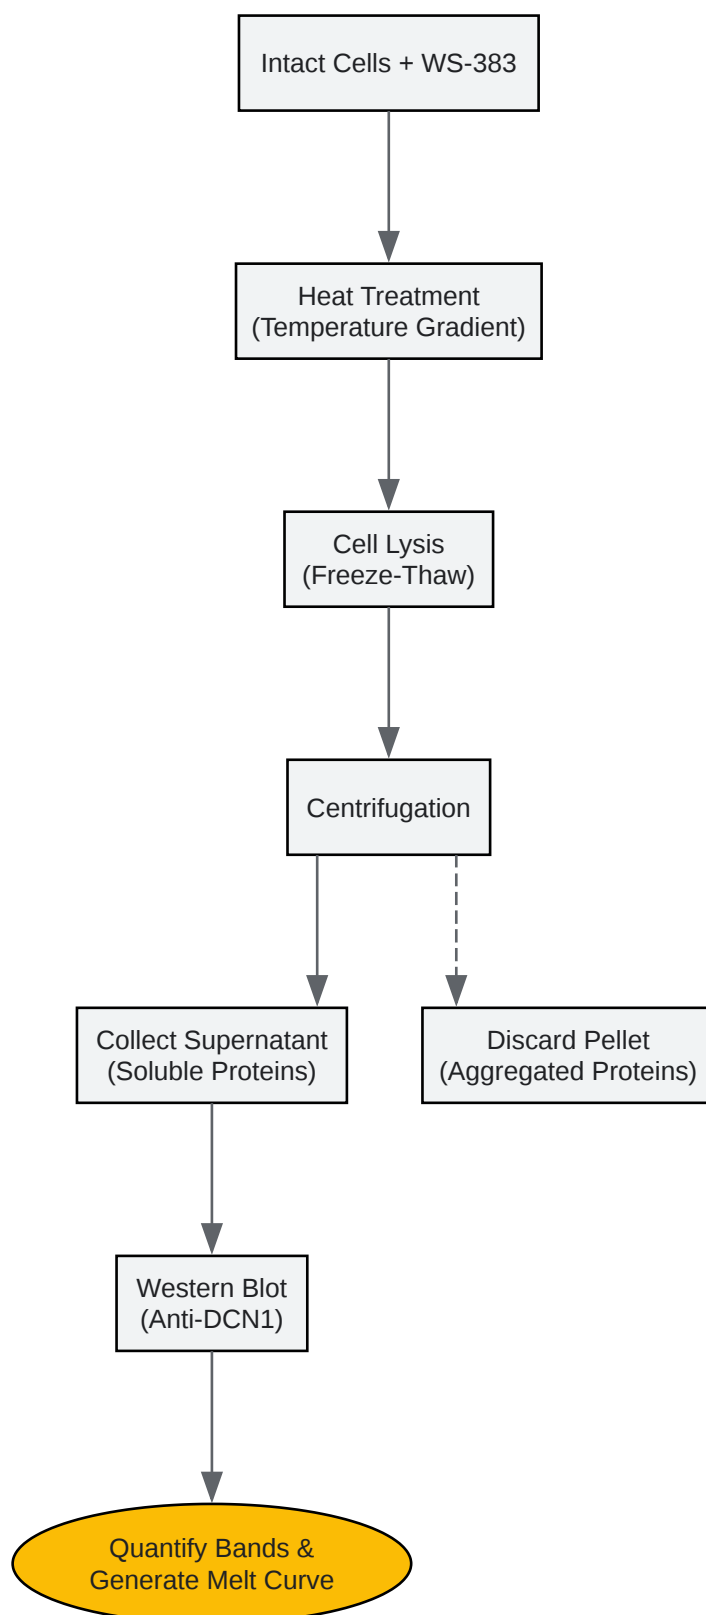 Intact Cells + WS-383
Heat Treatment
(Temperature Gradient)
Cell Lysis
(Freeze-Thaw)
Centrifugation
Collect Supernatant
(Soluble Proteins)
Discard Pellet
(Aggregated Proteins)
Western Blot
(Anti-DCN1)
Quantify Bands &
Generate Melt Curve